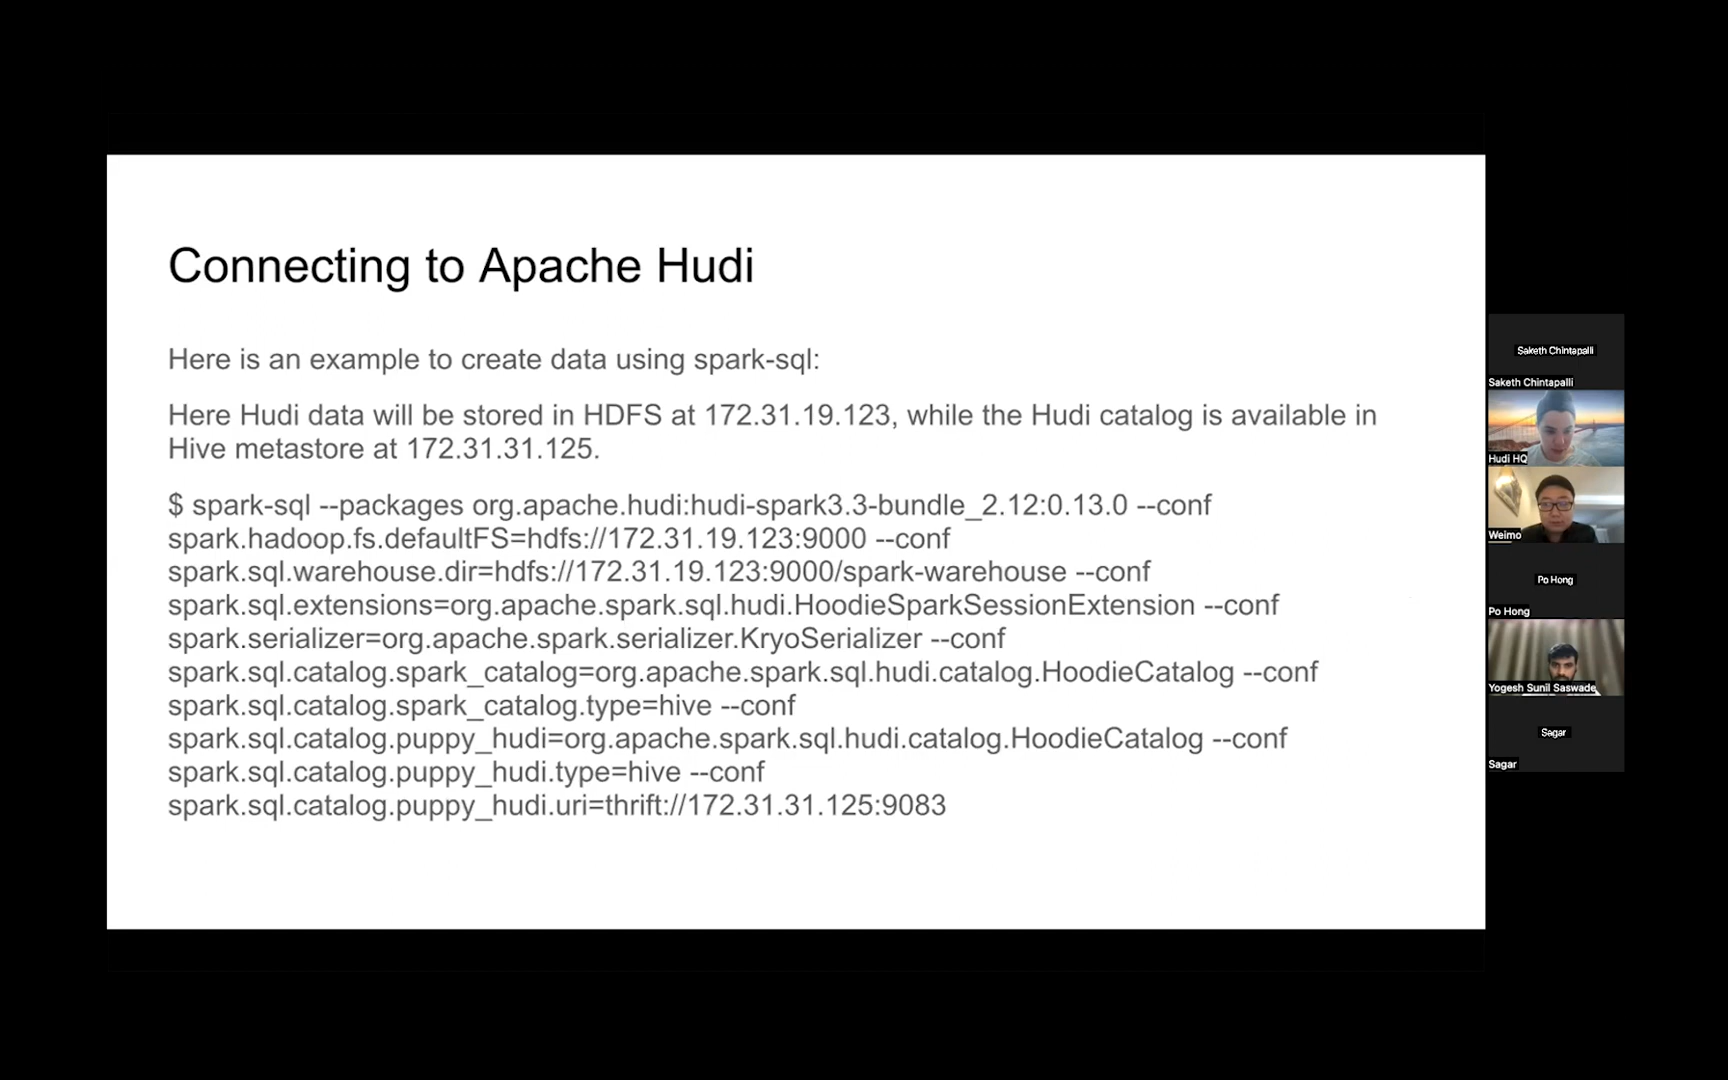 Connecting to Apache Hudi
Here is an example to create data using spark-sql:
Here Hudi data will be stored in HDFS at 172.31.19.123, while the Hudi catalog is available in
Hive metastore at 172.31.31.125.
$ spark-sql --packages org.apache.hudi:hudi-spark3.3-bundle_2.12:0.13.0 --conf
spark.hadoop.fs.defaultFS=hdfs://172.31.19.123:9000 --conf
spark.sql.warehouse.dir=hdfs://172.31.19.123:9000/spark-warehouse --conf
spark.sql.extensions=org.apache.spark.sql.hudi.HoodieSparkSessionExtension --conf
spark.serializer=org.apache.spark.serializer.KryoSerializer --conf
spark.sql.catalog.spark_catalog=org.apache.spark.sql.hudi.catalog.HoodieCatalog --conf
spark.sql.catalog.spark_catalog.type=hive --conf
spark.sql.catalog.puppy_hudi=org.apache.spark.sql.hudi.catalog.HoodieCatalog --conf
spark.sql.catalog.puppy_hudi.type=hive --conf
spark.sql.catalog.puppy_hudi.uri=thrift://172.31.31.125:9083
Saketh Chintapalli
Saketh Chintapalli
Hudi HQ
Weimo
Po Hong
Po Hong
Yogesh Sunil Saswade
Sagar
Sagar